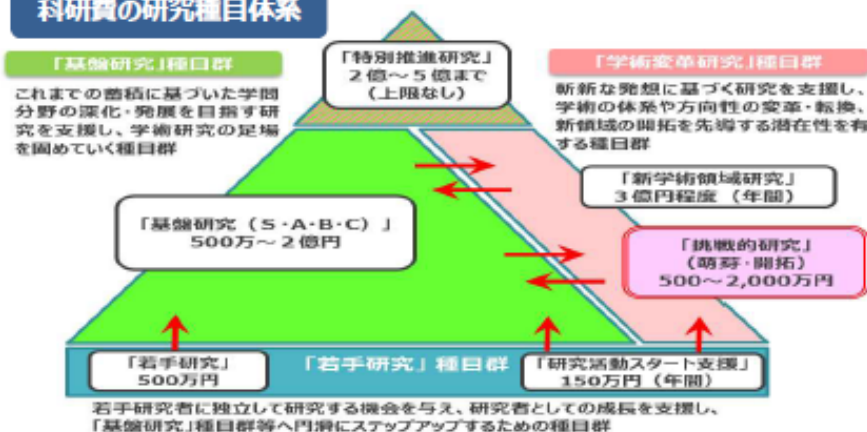 科研費の研究種目体系
「基盤研究」種目群
これまでの蓄積に基づいた学問
分野の深化・発展を目指す研
究を支援し、学術研究の足場
を固めていく種目群
「特別推進研究」
2億～5億まで
(上限なし)
「学術変革研究」種目群
斬新な発想に基づく研究を支援し、
学術の体系や方向性の変革・転換、
新領域の開拓を先導する潜在性を有
する種目群
「新学術領域研究」
3億円程度（年間）
「基盤研究（S・A・B・C）」
500万～2億円
「挑戦的研究」
（萌芽・開拓）
500～2,000万円
「若手研究」
500万円
「若手研究」種目群
「研究活動スタート支援」
150万円（年間）
若手研究者に独立して研究する機会を与え、研究者としての成長を支援し、
「基盤研究」種目群等へ円滑にステップアップするための種目群